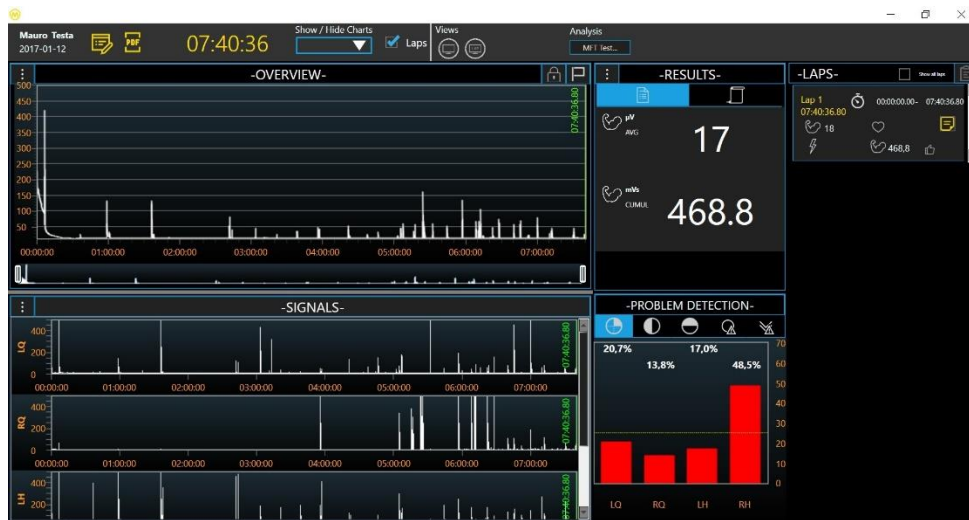 Mauro Testa
2017-01-12
PDF
07:40:36
Show / Hide Charts
Laps
Views
Analysis
MFT Test...
-OVERVIEW-
500
450
400
350
300
250
200
150
100
50
07:40:36.80
00:00:00 01:00:00 02:00:00 03:00:00 04:00:00 05:00:00 06:00:00 07:00:00
-RESULTS-
µV
AVG
17
mVs
CUMUL
468.8
-LAPS-
Show all laps
Lap 1
00:00:00.00- 07:40:36.80
07:40:36.80
18
468,8
-SIGNALS-
LQ
400
200
0
07:40:36.80
00:00:00 01:00:00 02:00:00 03:00:00 04:00:00 05:00:00 06:00:00 07:00:00
RQ
400
200
0
07:40:36.80
00:00:00 01:00:00 02:00:00 03:00:00 04:00:00 05:00:00 06:00:00 07:00:00
LH
400
200
07:40:36.80
-PROBLEM DETECTION-
20,7% 17,0%
13,8% 48,5%
70
60
50
40
30
20
10
0
LQ RQ LH RH